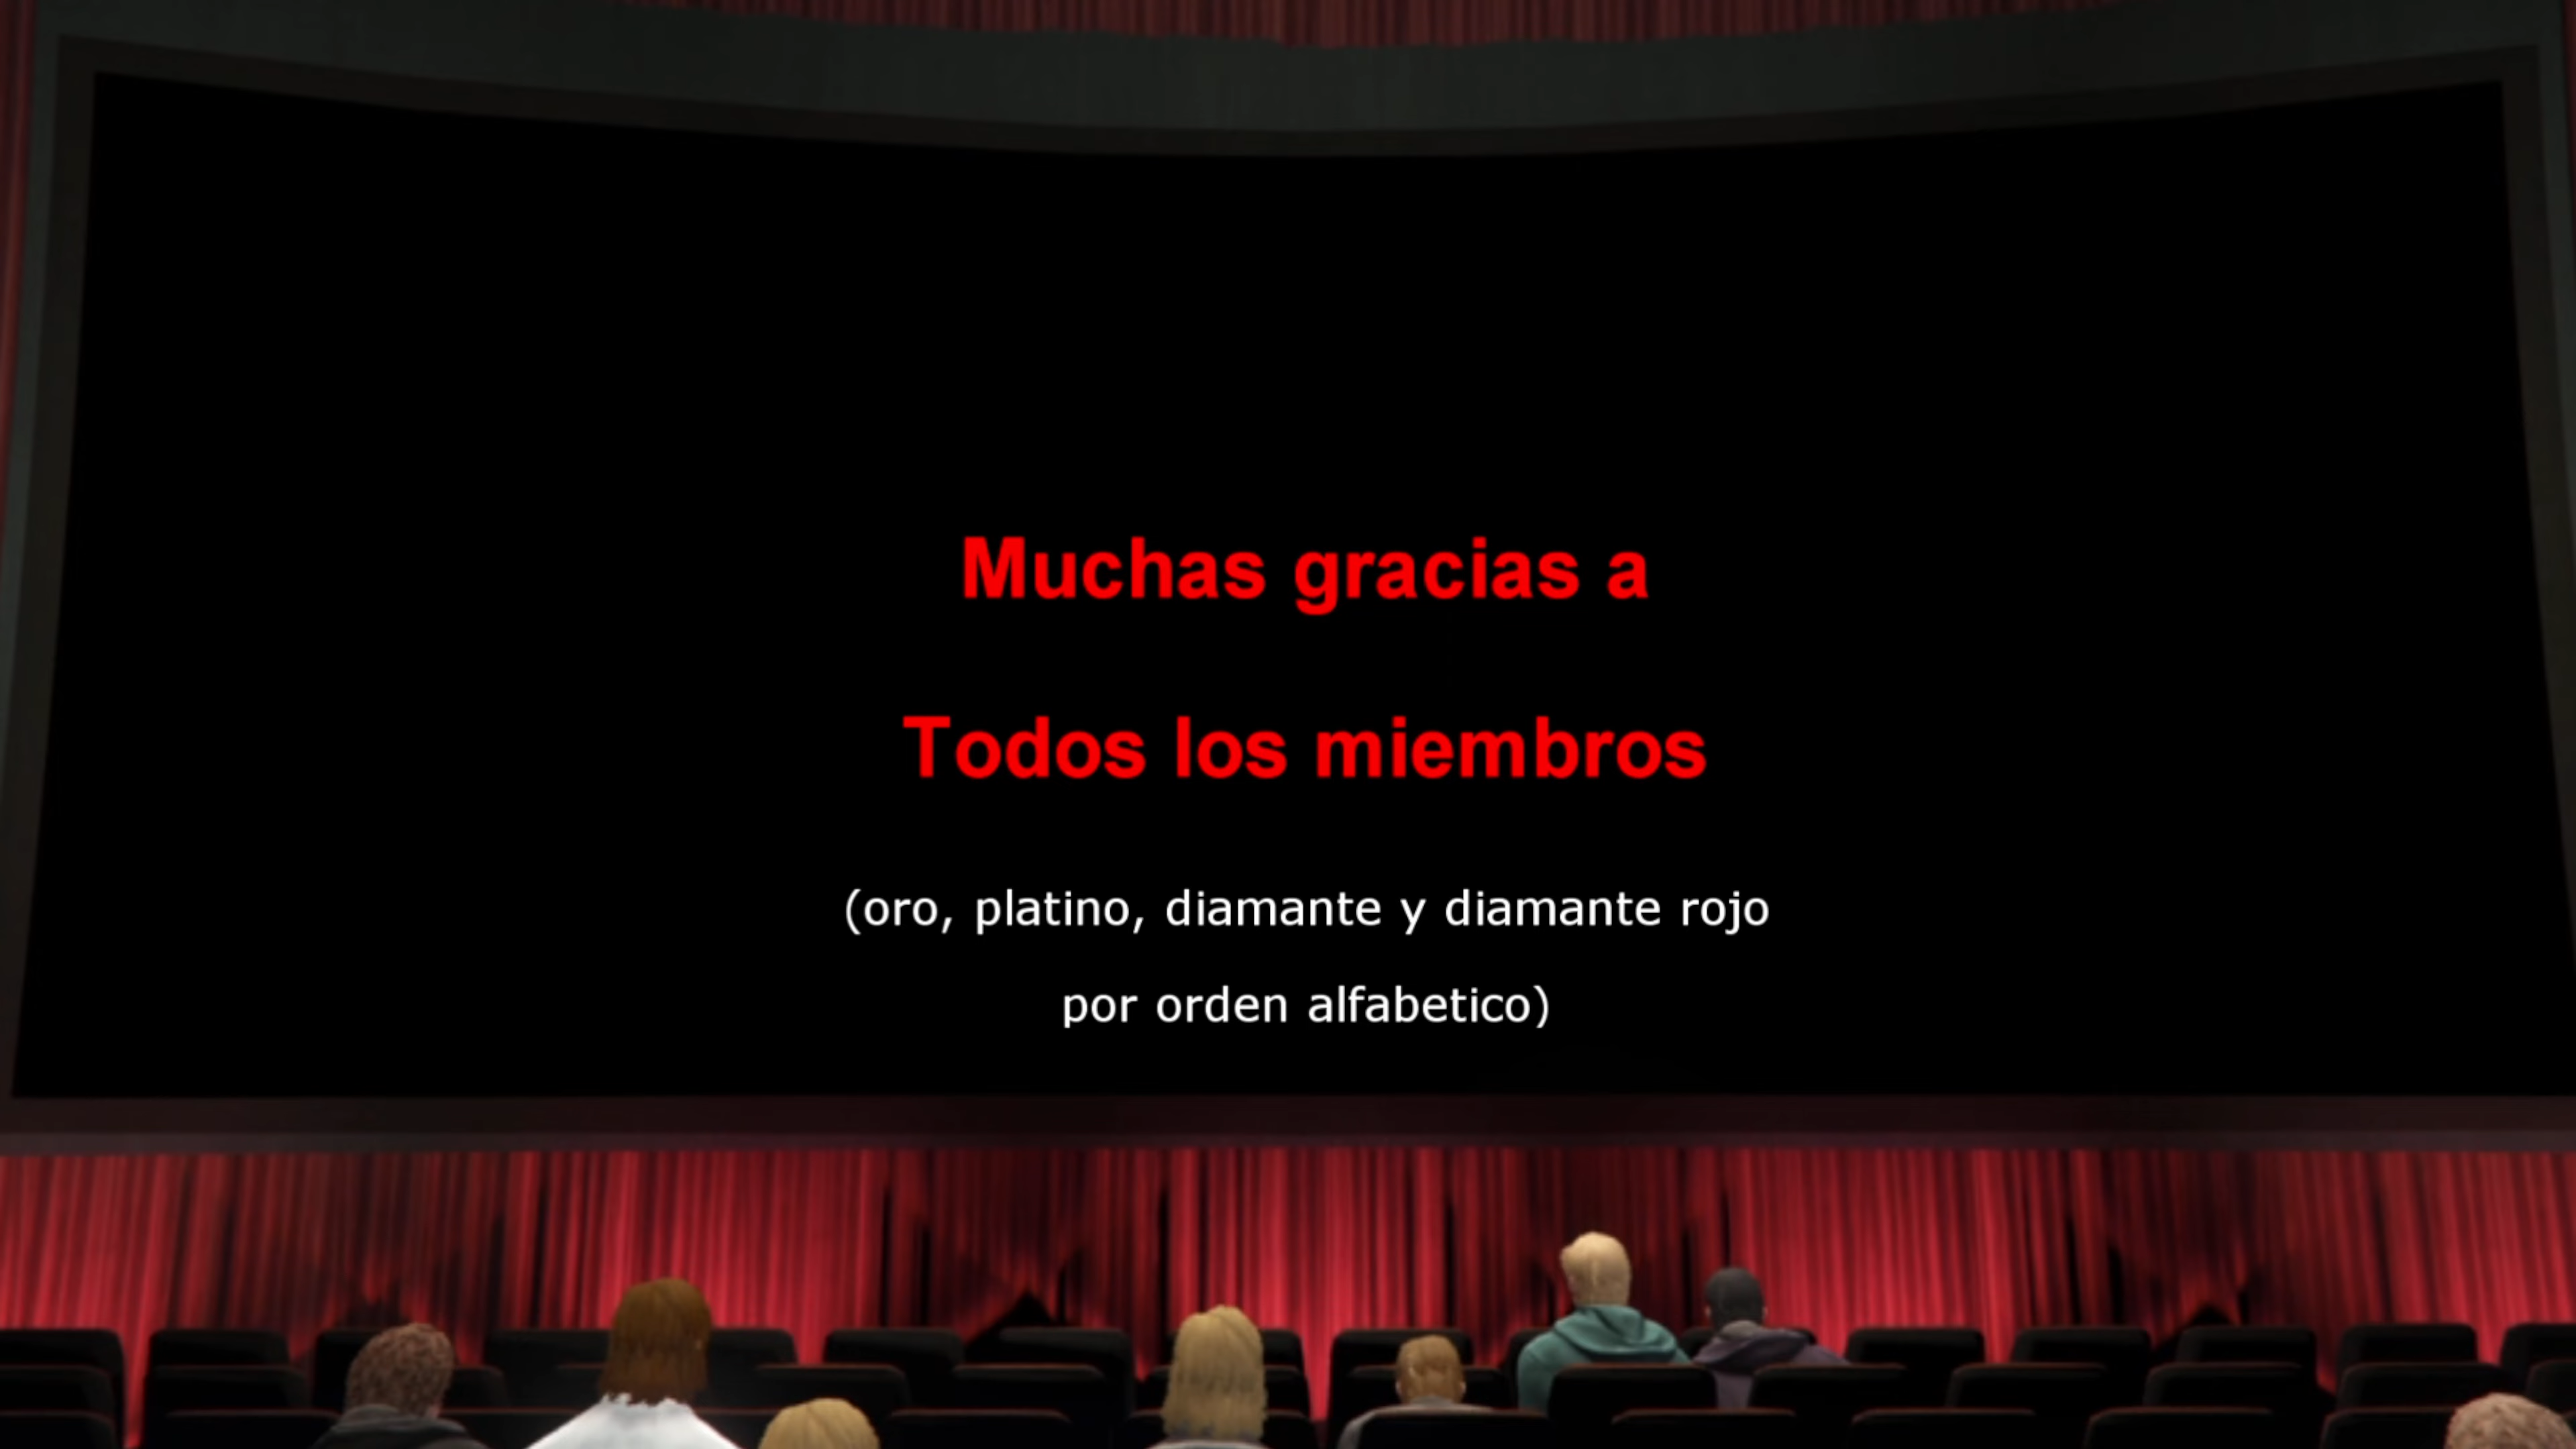 Muchas gracias a
Todos los miembros
(oro, platino, diamante y diamante rojo
por orden alfabetico)